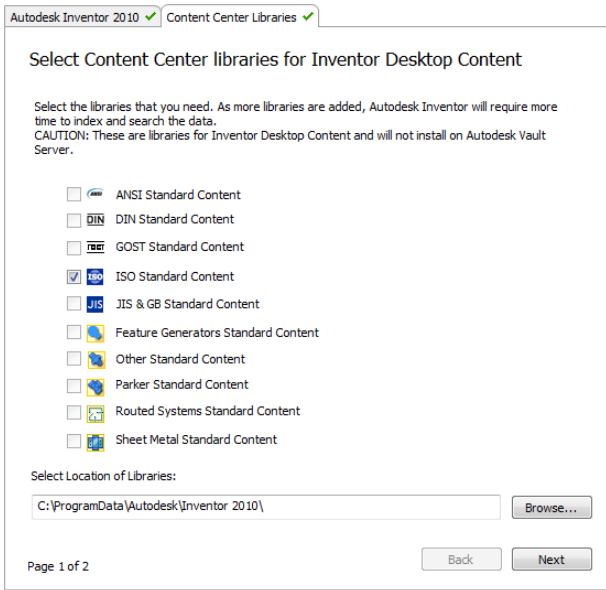 Autodesk Inventor 2010 Content Center Libraries
Select Content Center libraries for Inventor Desktop Content
Select the libraries that you need. As more libraries are added, Autodesk Inventor will require more
time to index and search the data.
CAUTION: These are libraries for Inventor Desktop Content and will not install on Autodesk Vault
Server.
ANSI ANSI Standard Content
DIN DIN Standard Content
GOST Standard Content
ISO ISO Standard Content
JIS JIS & GB Standard Content
Feature Generators Standard Content
Other Standard Content
Parker Standard Content
Routed Systems Standard Content
Sheet Metal Standard Content
Select Location of Libraries:
C:\ProgramData\Autodesk\Inventor 2010\ Browse...
Page 1 of 2 Back Next